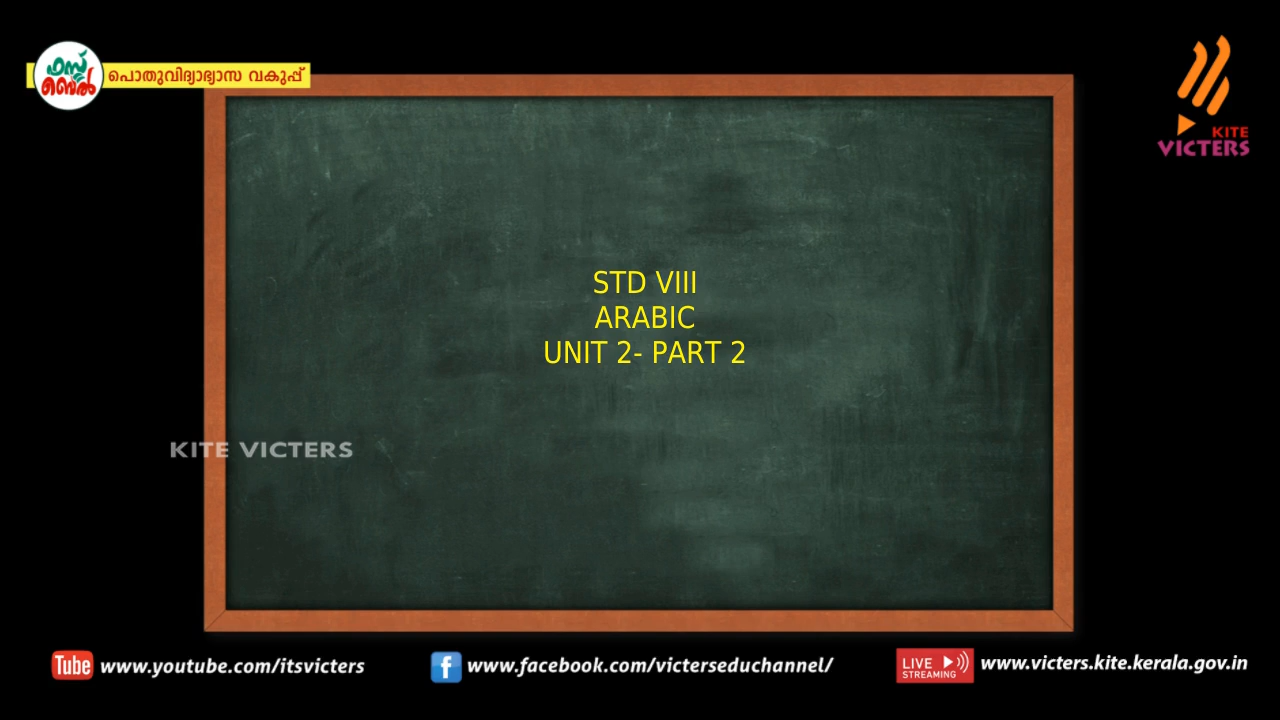 ഫസ്റ്റ്
ബെൽ
പൊതുവിദ്യാഭ്യാസ വകുപ്പ്
KITE
VICTERS
STD VIII
ARABIC
UNIT 2- PART 2
KITE VICTERS
Tube www.youtube.com/itsvicters
f www.facebook.com/victerseduchannel/
LIVE
STREAMING
www.victers.kite.kerala.gov.in